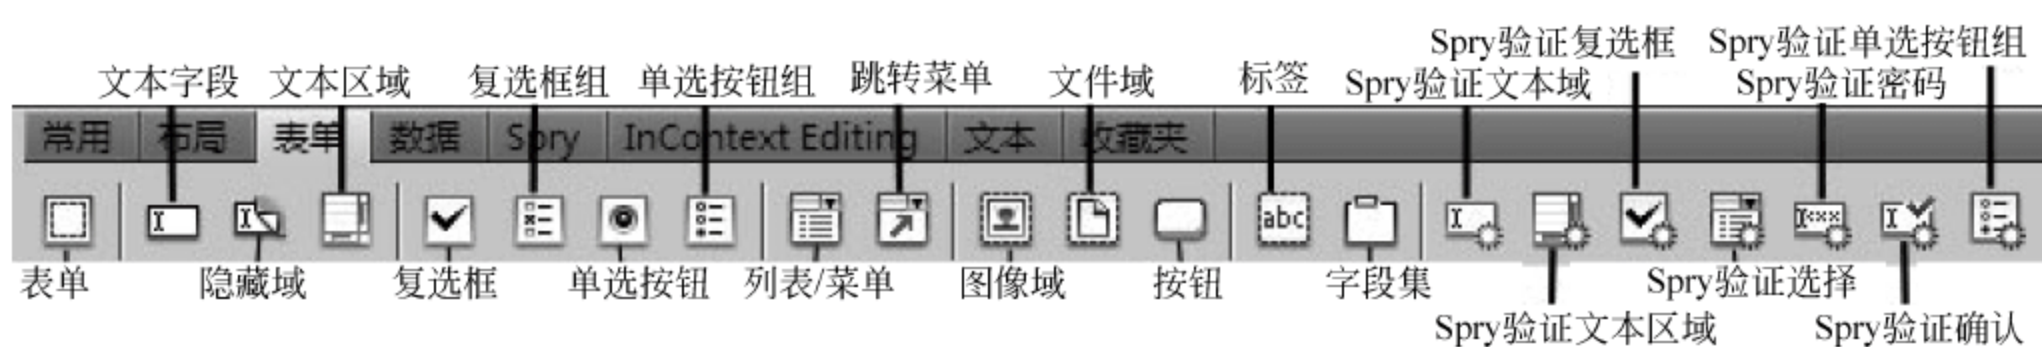 Spry验证复选框 Spry验证单选按钮组
文本字段 文本区域 复选框组 单选按钮组 跳转菜单 文件域 标签 Spry验证文本域 Spry验证密码
常用 布局 表单 数据 Spry InContext Editing 文本 收藏夹
abc
表单 隐藏域 复选框 单选按钮 列表/菜单 图像域 按钮 字段集 Spry验证选择
Spry验证文本区域 Spry验证确认